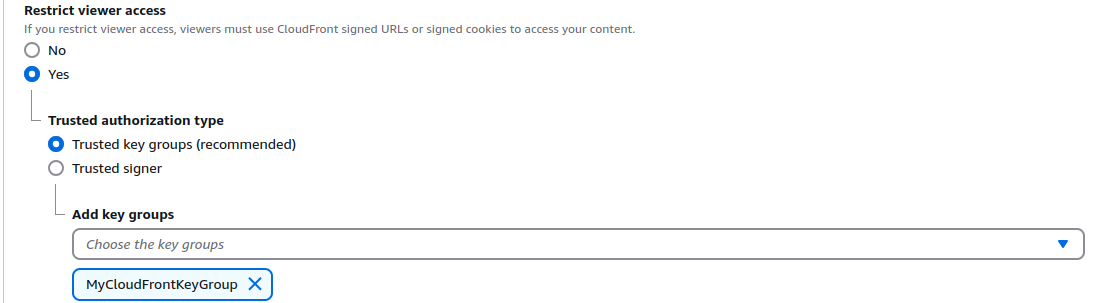 Restrict viewer access
If you restrict viewer access, viewers must use CloudFront signed URLs or signed cookies to access your content.
No
Yes
Trusted authorization type
Trusted key groups (recommended)
Trusted signer
Add key groups
Choose the key groups
MyCloudFrontKeyGroup